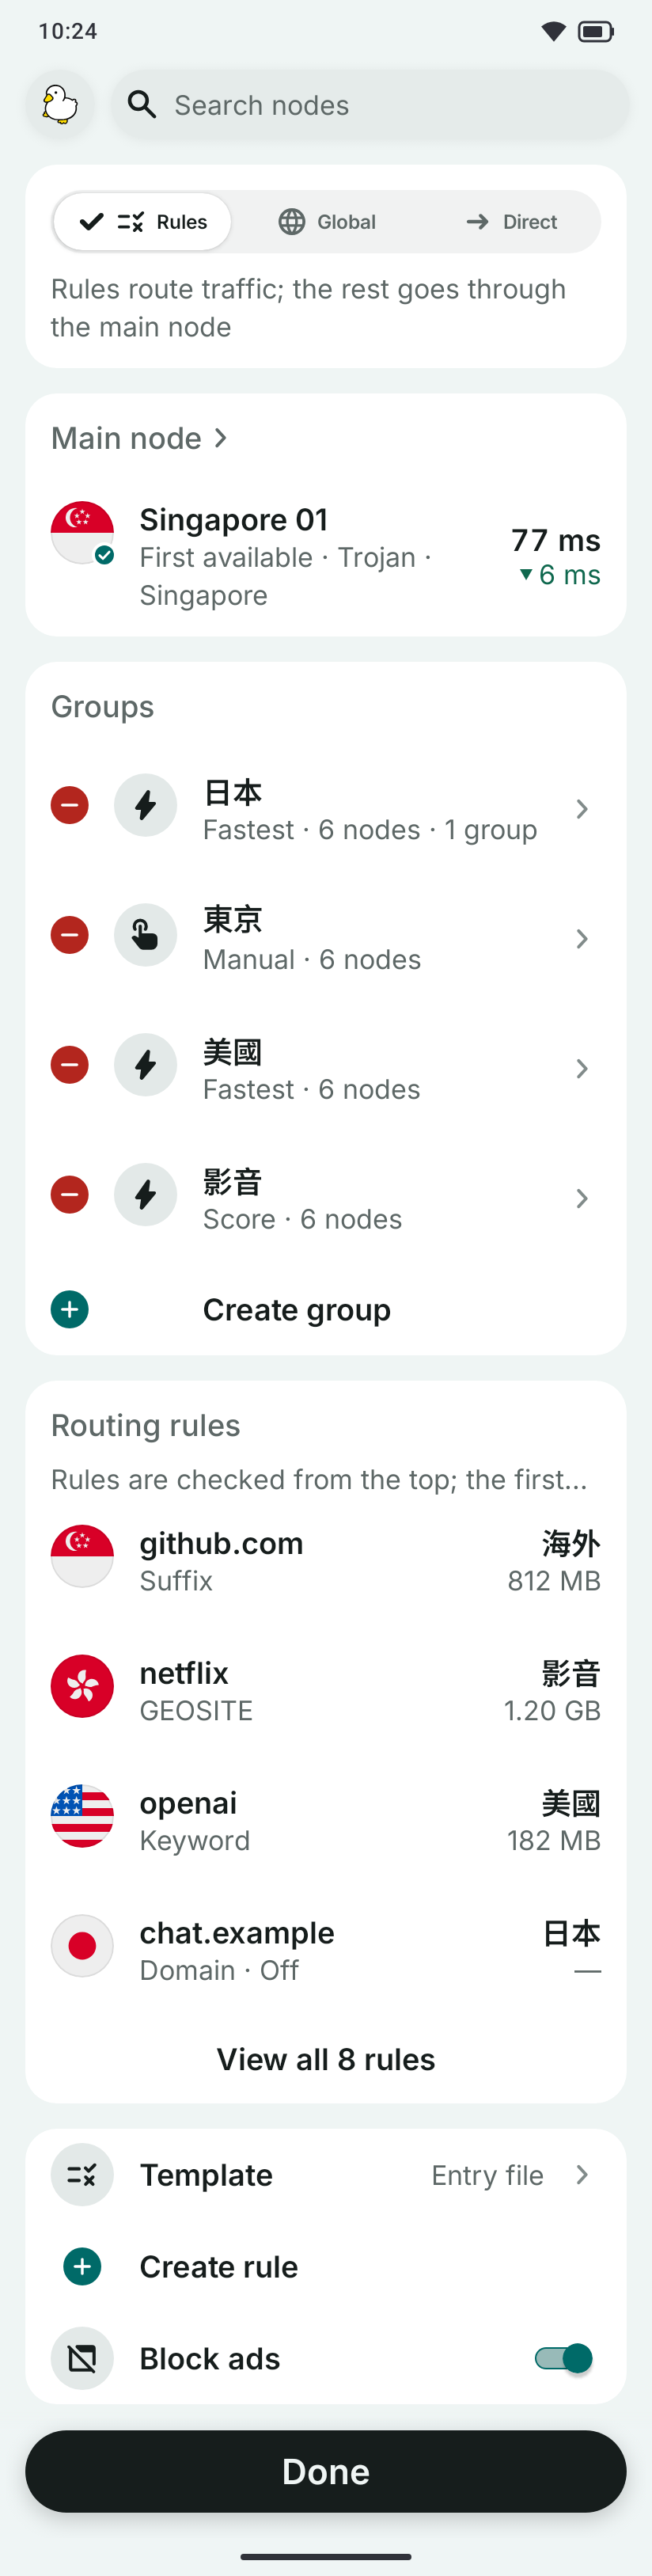 10:24
Search nodes
Rules
Global
Direct
Rules route traffic; the rest goes through
the main node
Main node
Singapore 01
First available · Trojan ·
Singapore
77 ms
▼6 ms
Groups
日本
Fastest · 6 nodes · 1 group
東京
Manual · 6 nodes
美國
Fastest · 6 nodes
影音
Score · 6 nodes
Create group
Routing rules
Rules are checked from the top; the first...
github.com
海外
Suffix
812 MB
netflix
影音
GEOSITE
1.20 GB
openai
美國
Keyword
182 MB
chat.example
日本
Domain · Off
—
View all 8 rules
Template
Entry file
Create rule
Block ads
Done